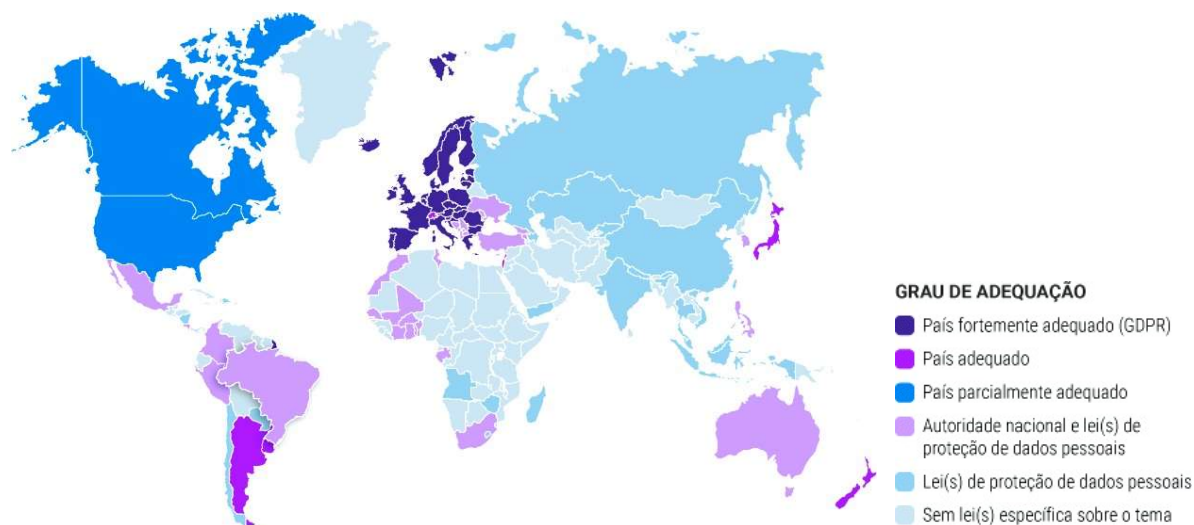 GRAU DE ADEQUAÇÃO
País fortemente adequado (GDPR)
País adequado
País parcialmente adequado
Autoridade nacional e lei(s) de
proteção de dados pessoais
Lei(s) de proteção de dados pessoais
Sem lei(s) específica sobre o tema